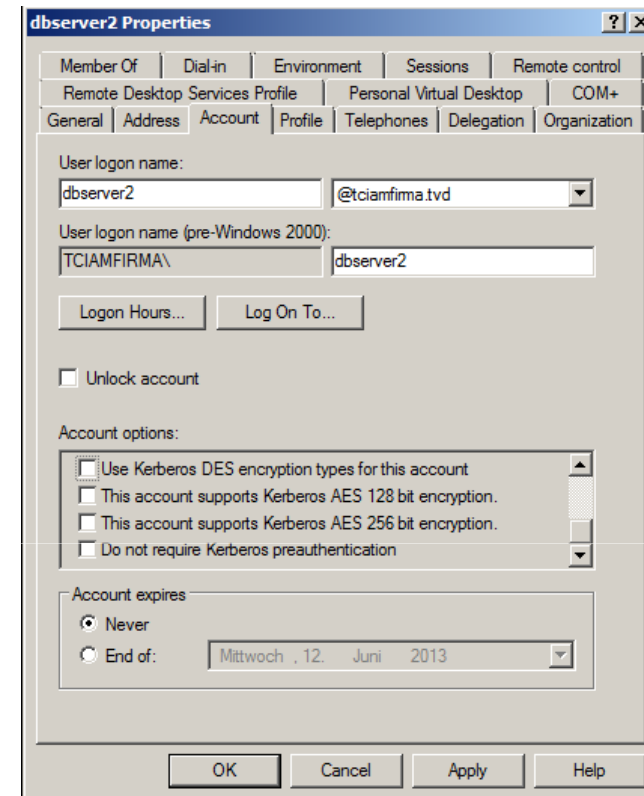 dbserver2 Properties
Member Of Dial-in Environment Sessions Remote control
Remote Desktop Services Profile Personal Virtual Desktop COM+
General Address Account Profile Telephones Delegation Organization
User logon name:
dbserver2 @tciamfirma.tvd
User logon name (pre-Windows 2000):
TCIAMFIRMA\ dbserver2
Logon Hours... Log On To...
Unlock account
Account options:
Use Kerberos DES encryption types for this account
This account supports Kerberos AES 128 bit encryption.
This account supports Kerberos AES 256 bit encryption.
Do not require Kerberos preauthentication
Account expires
Never
End of: Mittwoch , 12. Juni 2013
OK Cancel Apply Help